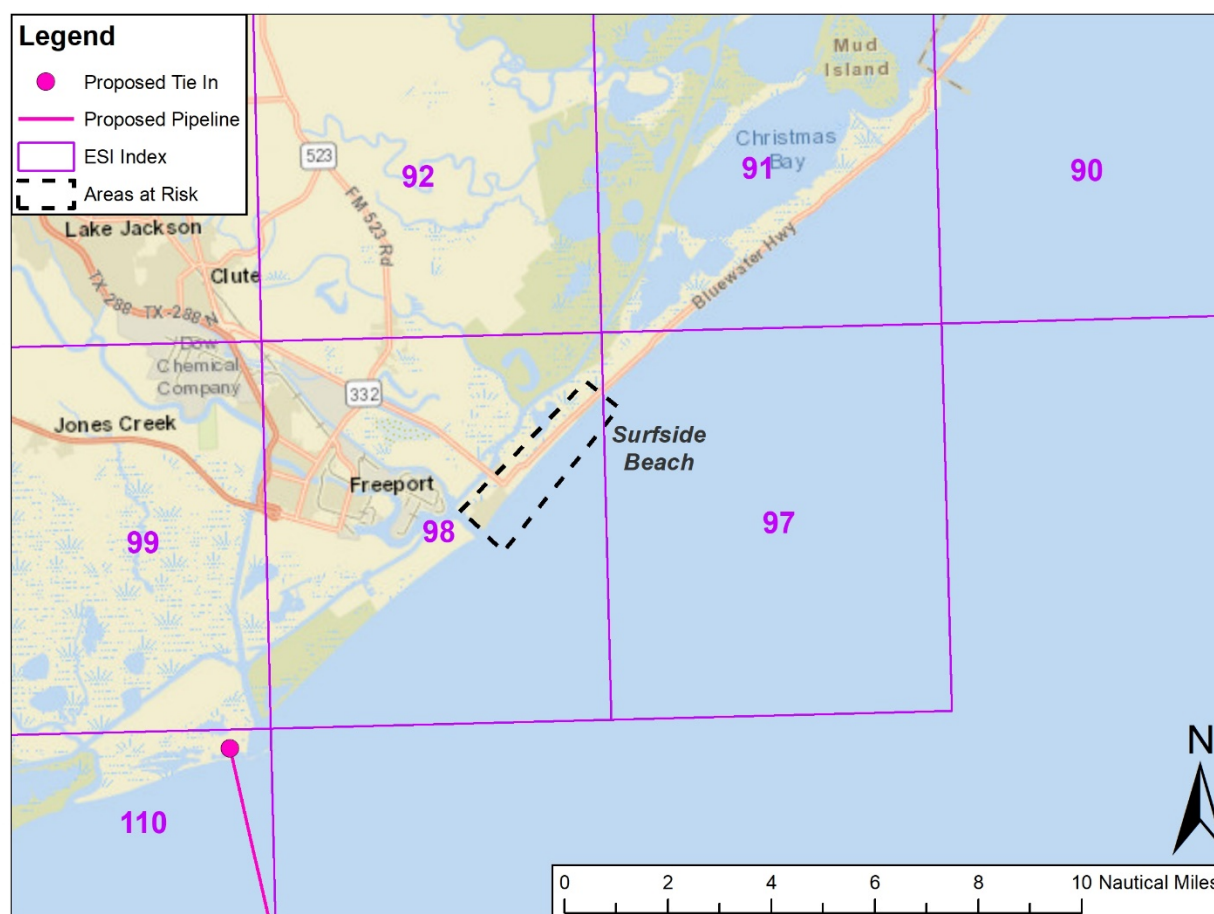 Legend
Proposed Tie In
Proposed Pipeline
ESI Index
Areas at Risk
Mud
Island
Christmas
Bay
523
92
91
90
FM 523 Rd
Lake Jackson
Clute
Bluewater Hwy
TX-288
TX-288
Dow
Chemical
Company
332
Jones Creek
Surfside
Beach
Freeport
99
98
97
110
N
0 2 4 6 8 10 Nautical Miles